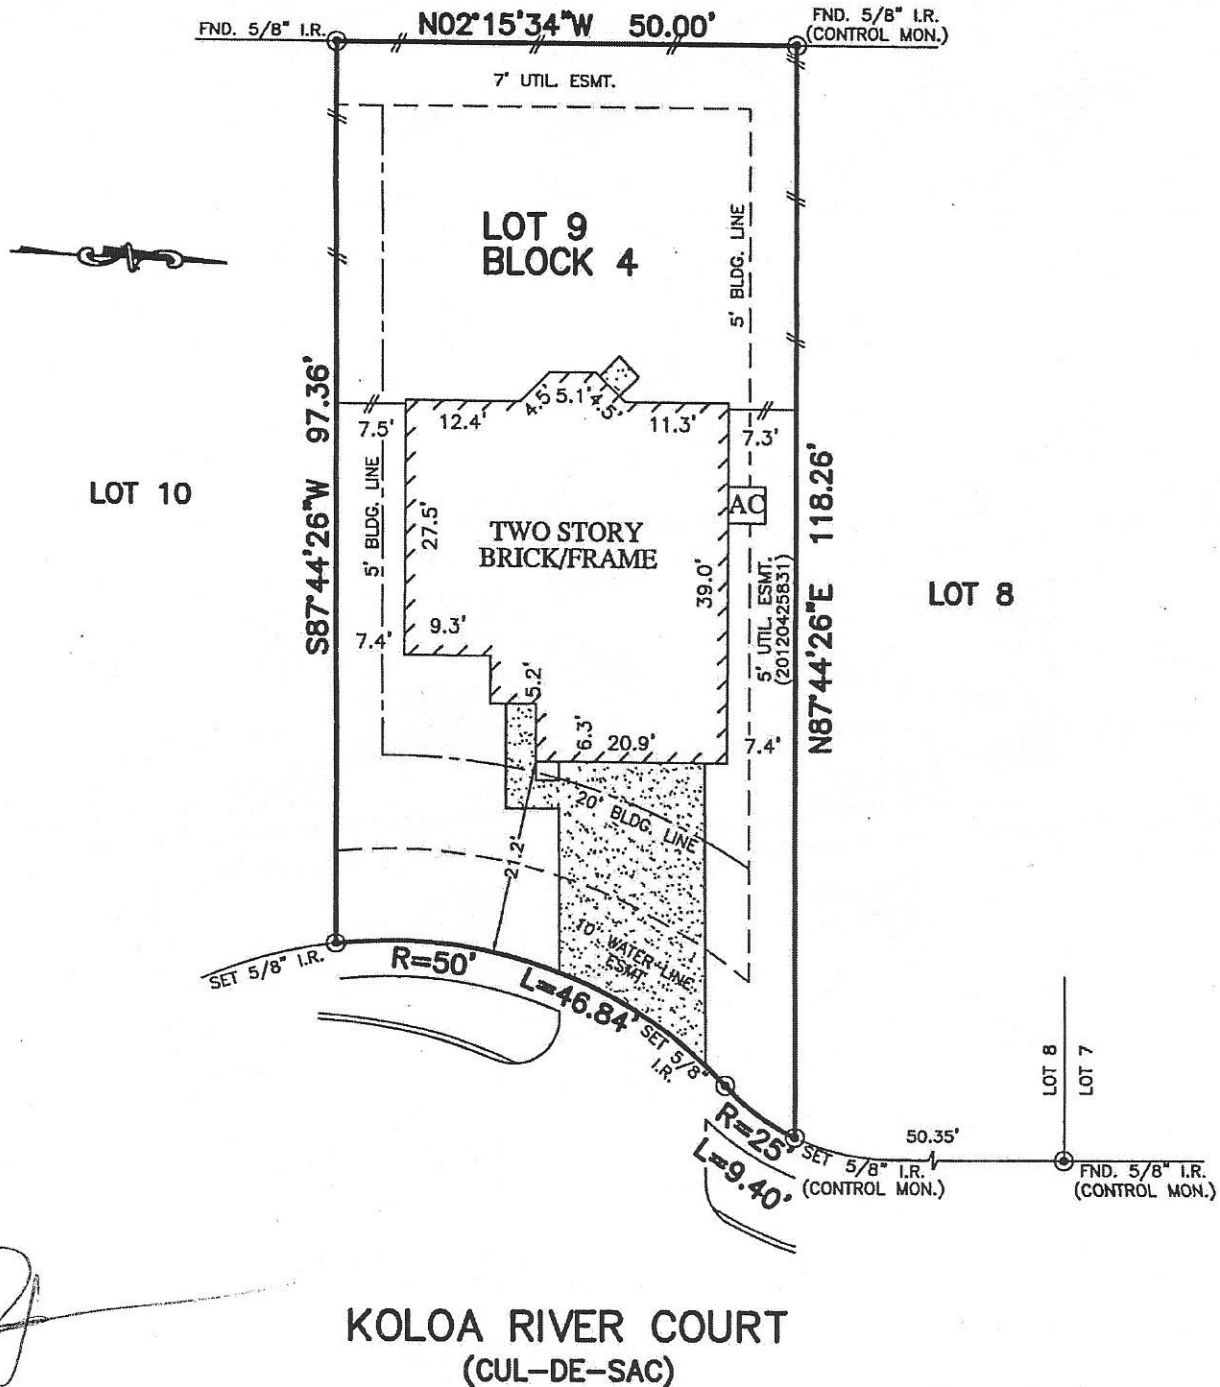 FND. 5/8" I.R.
N02°15'34"W 50.00'
FND. 5/8" I.R.
(CONTROL MON.)
7' UTIL. ESMT.
LOT 9
BLOCK 4
5' BLDG. LINE
S87°44'26"W 97.36'
7.5'
12.4'
4.5'
5.1'
4.5'
11.3'
7.3'
LOT 10
5' BLDG. LINE
27.5'
TWO STORY
BRICK/FRAME
AC
39.0'
5' UTIL. ESMT.
(20120425831)
N87°44'26"E 118.26'
LOT 8
7.4'
9.3'
5.2'
6.3'
20.9'
7.4'
20' BLDG. LINE
21.2'
10' WATER LINE
ESMT.
SET 5/8" I.R.
R=50'
L=46.84'
SET 5/8"
I.R.
R=25'
L=9.40'
SET 5/8" I.R.
(CONTROL MON.)
50.35'
LOT 8
LOT 7
FND. 5/8" I.R.
(CONTROL MON.)
KOLOA RIVER COURT
(CUL-DE-SAC)